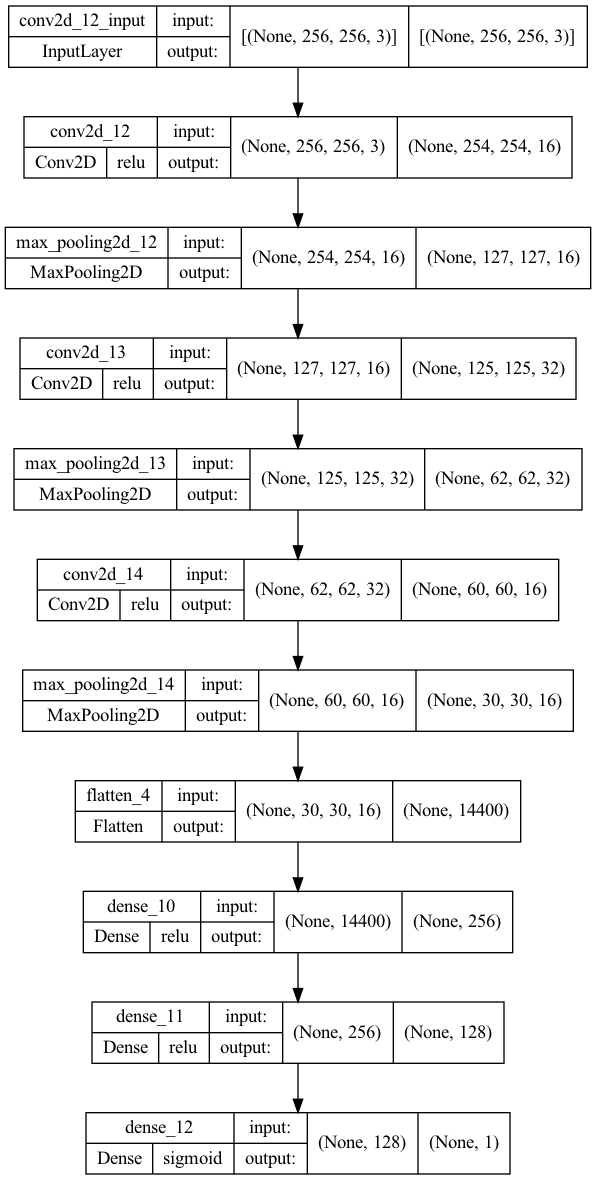 conv2d_12_input input: [(None, 256, 256, 3)] [(None, 256, 256, 3)]
InputLayer output:
conv2d_12 input: (None, 256, 256, 3) (None, 254, 254, 16)
Conv2D relu output:
max_pooling2d_12 input: (None, 254, 254, 16) (None, 127, 127, 16)
MaxPooling2D output:
conv2d_13 input: (None, 127, 127, 16) (None, 125, 125, 32)
Conv2D relu output:
max_pooling2d_13 input: (None, 125, 125, 32) (None, 62, 62, 32)
MaxPooling2D output:
conv2d_14 input: (None, 62, 62, 32) (None, 60, 60, 16)
Conv2D relu output:
max_pooling2d_14 input: (None, 60, 60, 16) (None, 30, 30, 16)
MaxPooling2D output:
flatten_4 input: (None, 30, 30, 16) (None, 14400)
Flatten output:
dense_10 input: (None, 14400) (None, 256)
Dense relu output:
dense_11 input: (None, 256) (None, 128)
Dense relu output:
dense_12 input: (None, 128) (None, 1)
Dense sigmoid output: